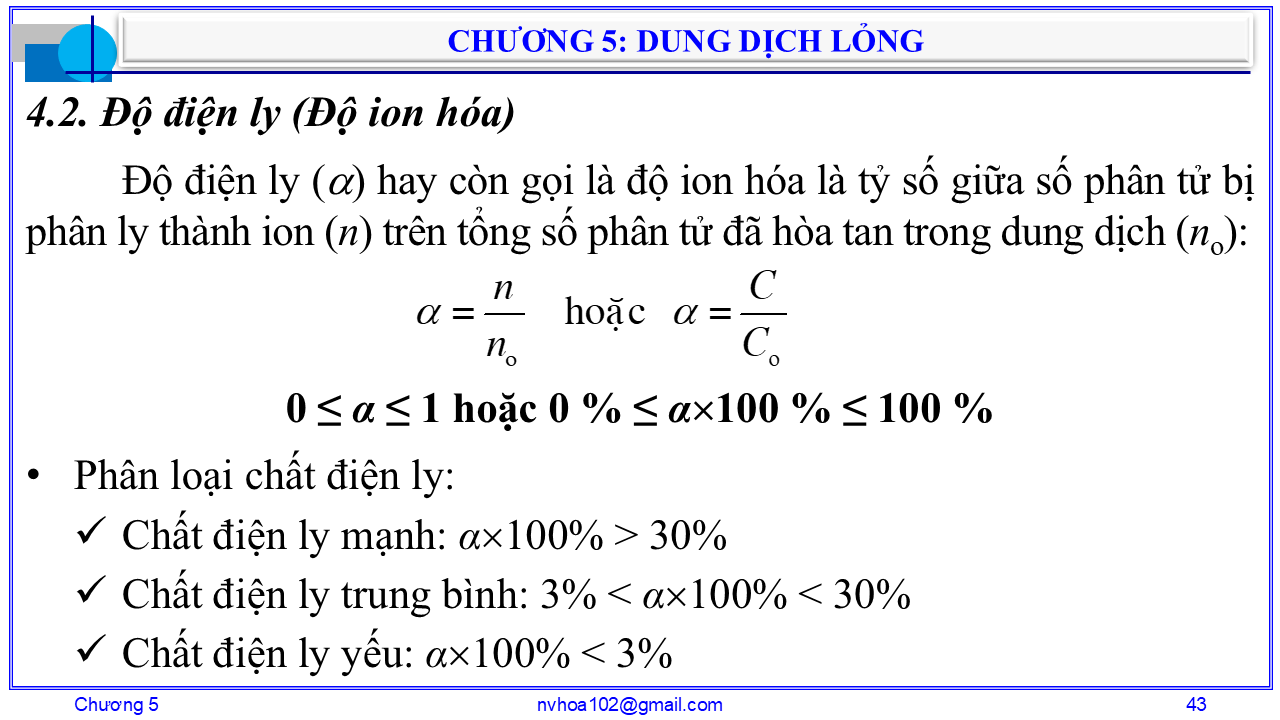 CHƯƠNG 5: DUNG DỊCH LỎNG
4.2. Độ điện ly (Độ ion hóa)
Độ điện ly (α) hay còn gọi là độ ion hóa là tỷ số giữa số phân tử bị
phân ly thành ion (n) trên tổng số phân tử đã hòa tan trong dung dịch (nₒ):
α = n/nₒ hoặc α = C/Cₒ
0 ≤ α ≤ 1 hoặc 0 % ≤ α×100 % ≤ 100 %
• Phân loại chất điện ly:
✓ Chất điện ly mạnh: α×100% > 30%
✓ Chất điện ly trung bình: 3% < α×100% < 30%
✓ Chất điện ly yếu: α×100% < 3%
Chương 5 nvhoa102@gmail.com 43